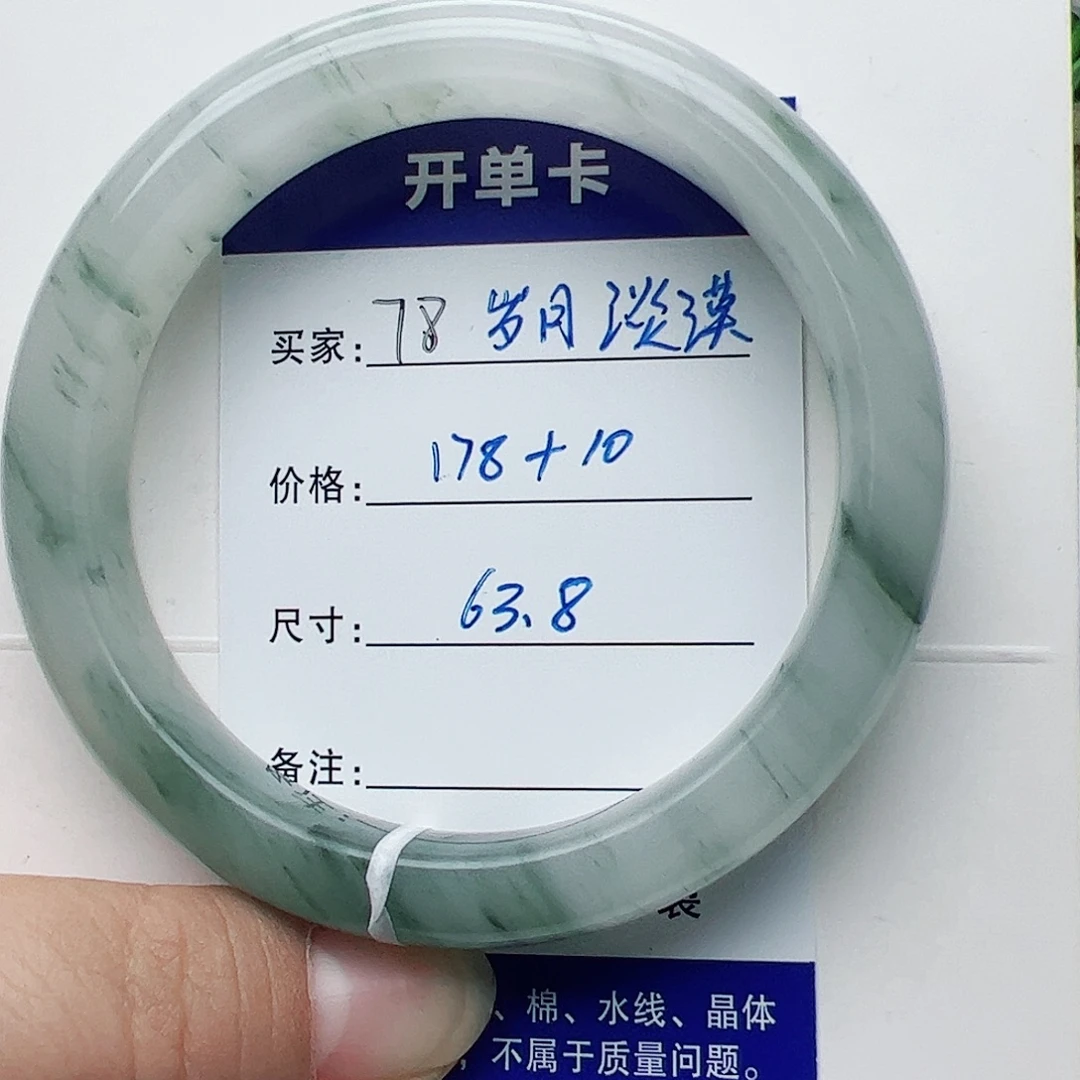 开单卡
买家: 78 岁月淡漠
价格: 178+10
尺寸: 63.8
备注:
装
、棉、水线、晶体
，不属于质量问题。